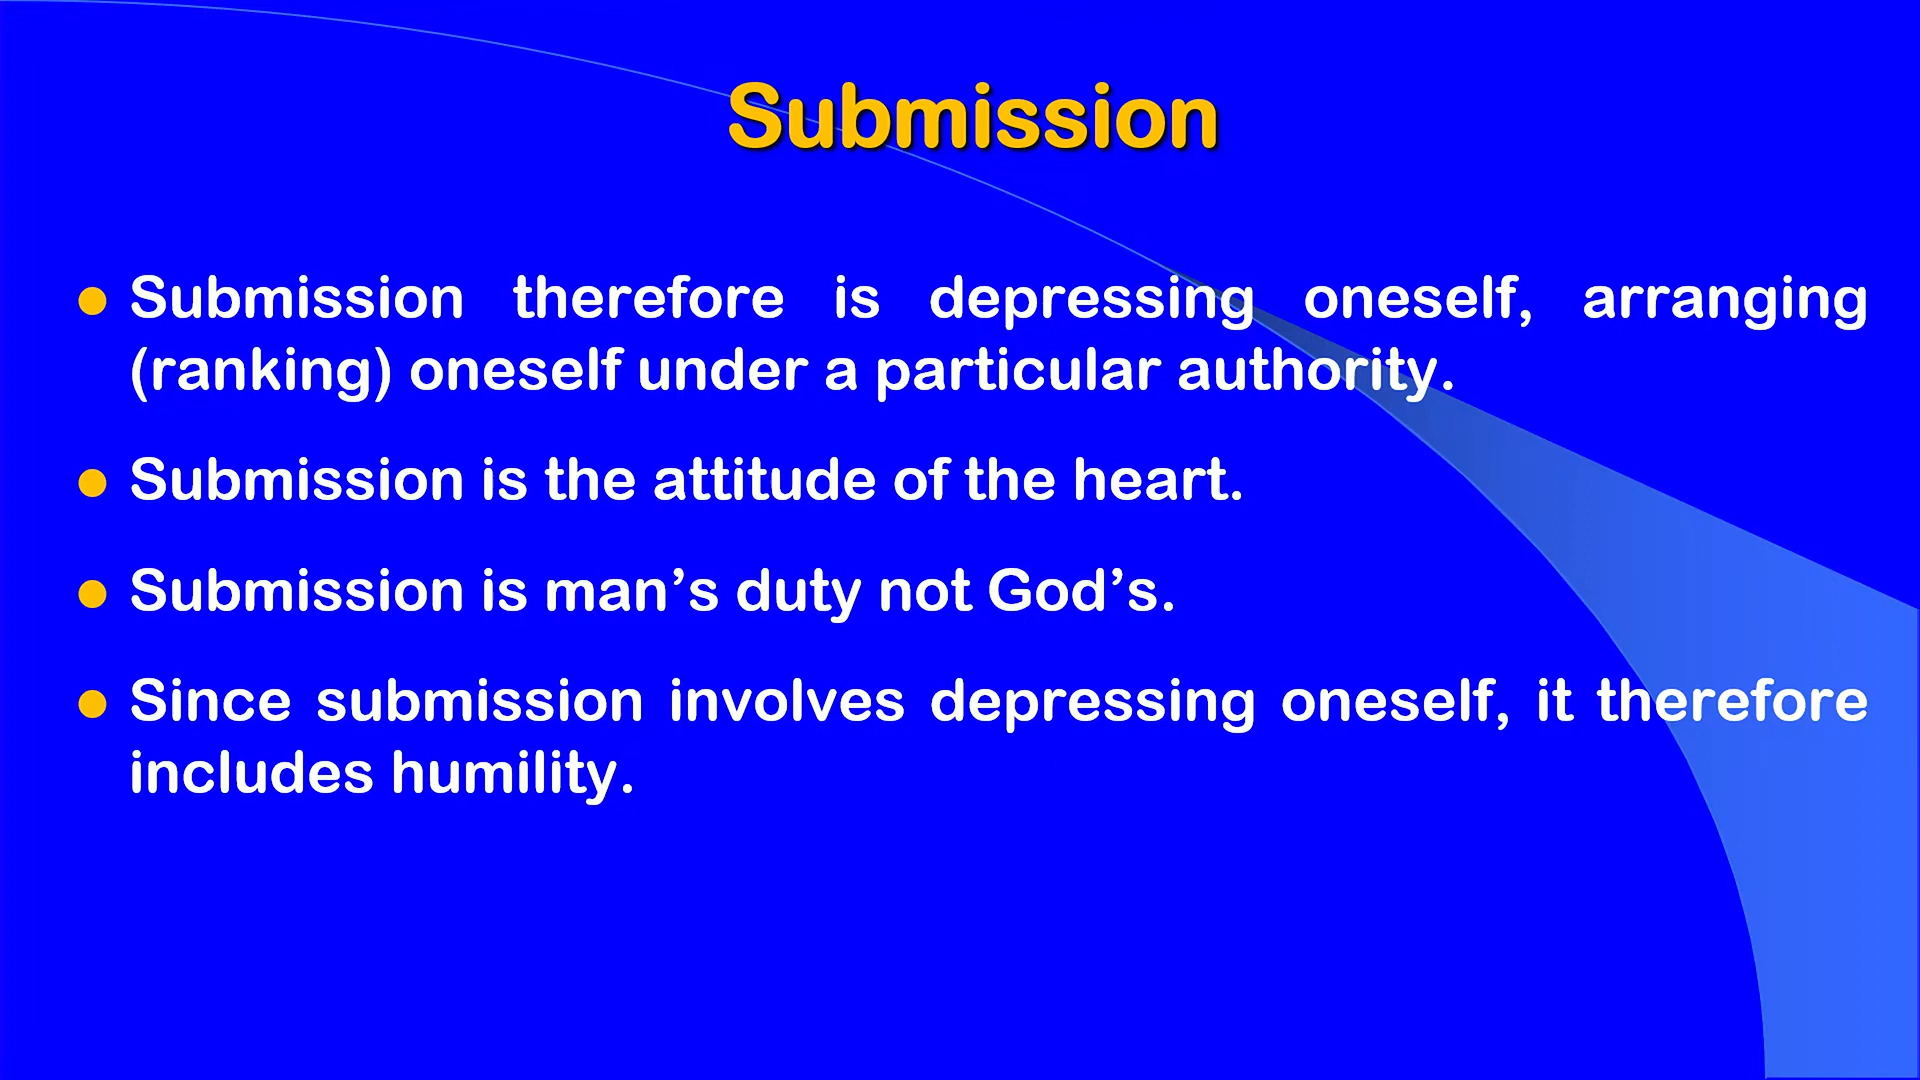 Submission
Submission therefore is depressing oneself, arranging
(ranking) oneself under a particular authority.
Submission is the attitude of the heart.
Submission is man’s duty not God’s.
Since submission involves depressing oneself, it therefore
includes humility.